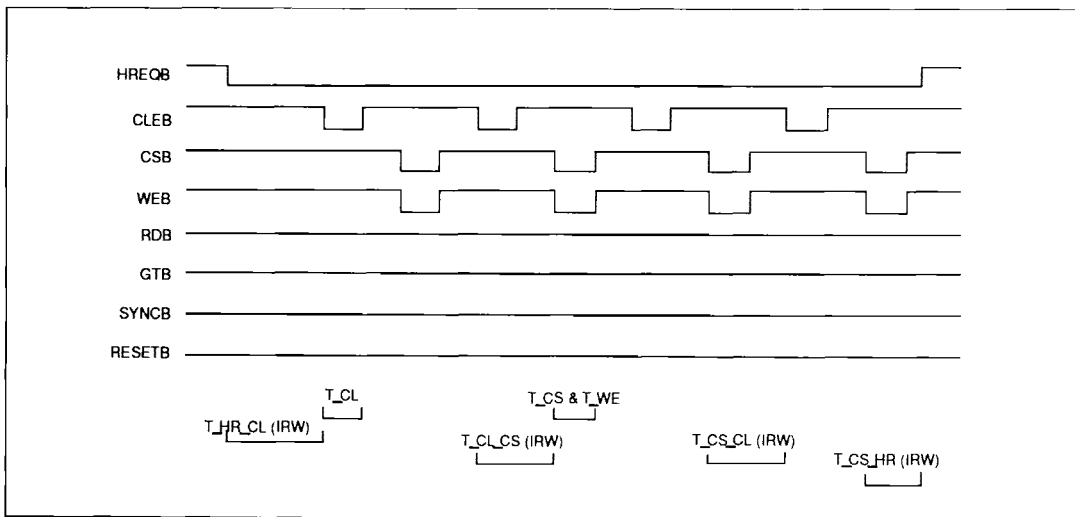 HREQB
CLEB
CSB
WEB
RDB
GTB
SYNCB
RESETB
T_CL
T_CS & T_WE
T_HR_CL (IRW)
T_CL_CS (IRW)
T_CS_CL (IRW)
T_CS_HR (IRW)